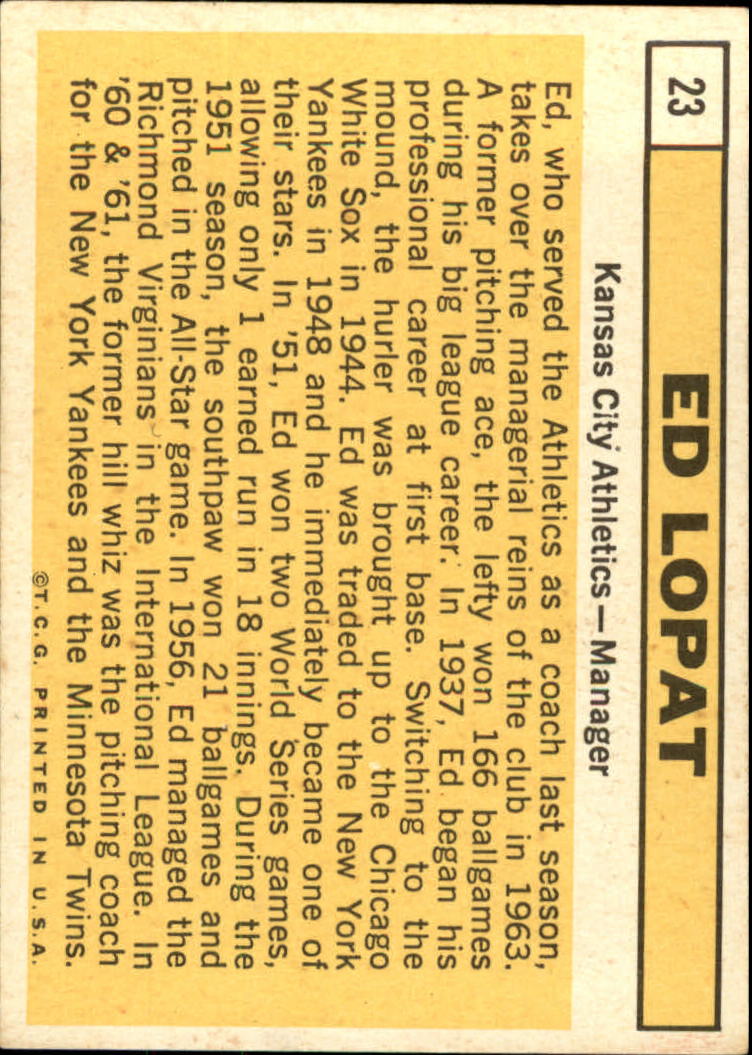 23
ED LOPAT
Kansas City Athletics—Manager
Ed, who served the Athletics as a coach last season,
takes over the managerial reins of the club in 1963.
A former pitching ace, the lefty won 166 ballgames
during his big league career. In 1937, Ed began his
professional career at first base. Switching to the
mound, the hurler was brought up to the Chicago
White Sox in 1944. Ed was traded to the New York
Yankees in 1948 and he immediately became one of
their stars. In '51, Ed won two World Series games,
allowing only 1 earned run in 18 innings. During the
1951 season, the southpaw won 21 ballgames and
pitched in the All-Star game. In 1956, Ed managed the
Richmond Virginians in the International League. In
'60 & '61, the former hill whiz was the pitching coach
for the New York Yankees and the Minnesota Twins.
©T.C.G. PRINTED IN U.S.A.